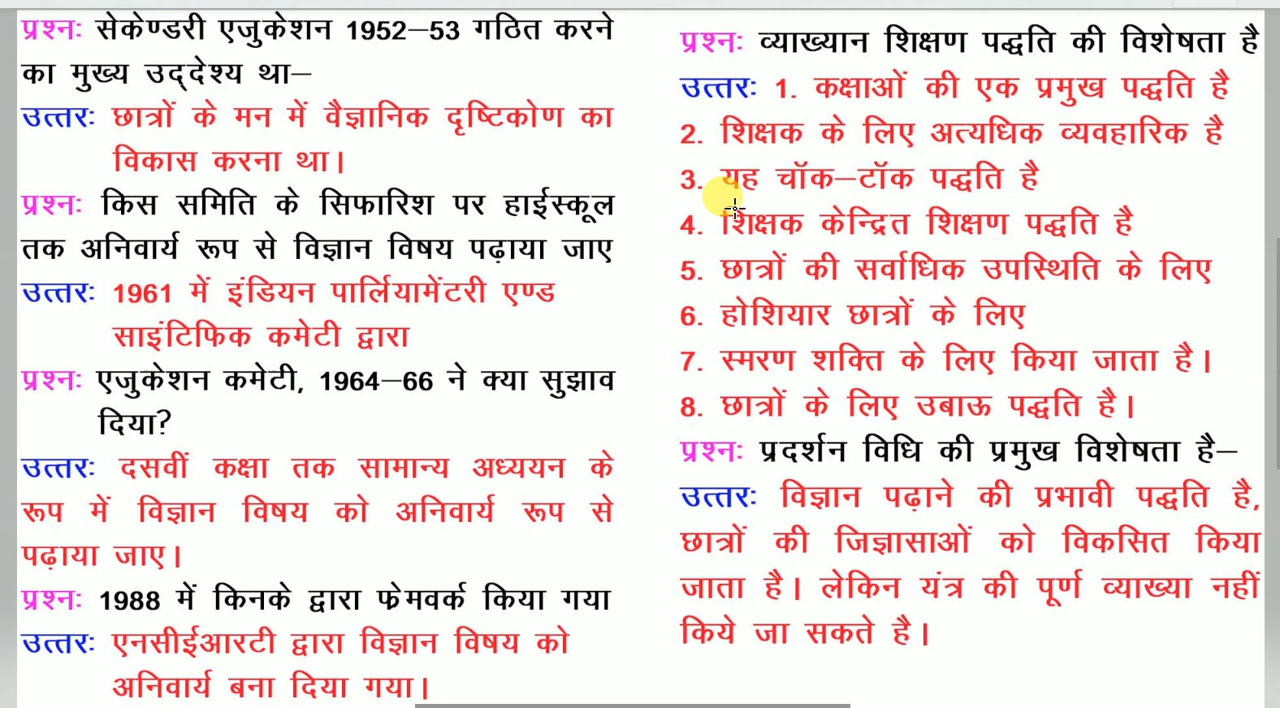 प्रश्नः सेकेण्डरी एजुकेशन 1952–53 गठित करने
का मुख्य उद्देश्य था–
उत्तरः छात्रों के मन में वैज्ञानिक दृष्टिकोण का
विकास करना था।
प्रश्नः किस समिति के सिफारिश पर हाईस्कूल
तक अनिवार्य रूप से विज्ञान विषय पढ़ाया जाए
उत्तरः 1961 में इंडियन पार्लियामेंटरी एण्ड
साइंटिफिक कमेटी द्वारा
प्रश्नः एजुकेशन कमेटी, 1964–66 ने क्या सुझाव
दिया?
उत्तरः दसवीं कक्षा तक सामान्य अध्ययन के
रूप में विज्ञान विषय को अनिवार्य रूप से
पढ़ाया जाए।
प्रश्नः 1988 में किनके द्वारा फ्रेमवर्क किया गया
उत्तरः एनसीईआरटी द्वारा विज्ञान विषय को
अनिवार्य बना दिया गया।
प्रश्नः व्याख्यान शिक्षण पद्धति की विशेषता है
उत्तरः 1. कक्षाओं की एक प्रमुख पद्धति है
2. शिक्षक के लिए अत्यधिक व्यवहारिक है
3. यह चॉक–टॉक पद्धति है
4. शिक्षक केन्द्रित शिक्षण पद्धति है
5. छात्रों की सर्वाधिक उपस्थिति के लिए
6. होशियार छात्रों के लिए
7. स्मरण शक्ति के लिए किया जाता है।
8. छात्रों के लिए उबाऊ पद्धति है।
प्रश्नः प्रदर्शन विधि की प्रमुख विशेषता है–
उत्तरः विज्ञान पढ़ाने की प्रभावी पद्धति है,
छात्रों की जिज्ञासाओं को विकसित किया
जाता है। लेकिन यंत्र की पूर्ण व्याख्या नहीं
किये जा सकते है।